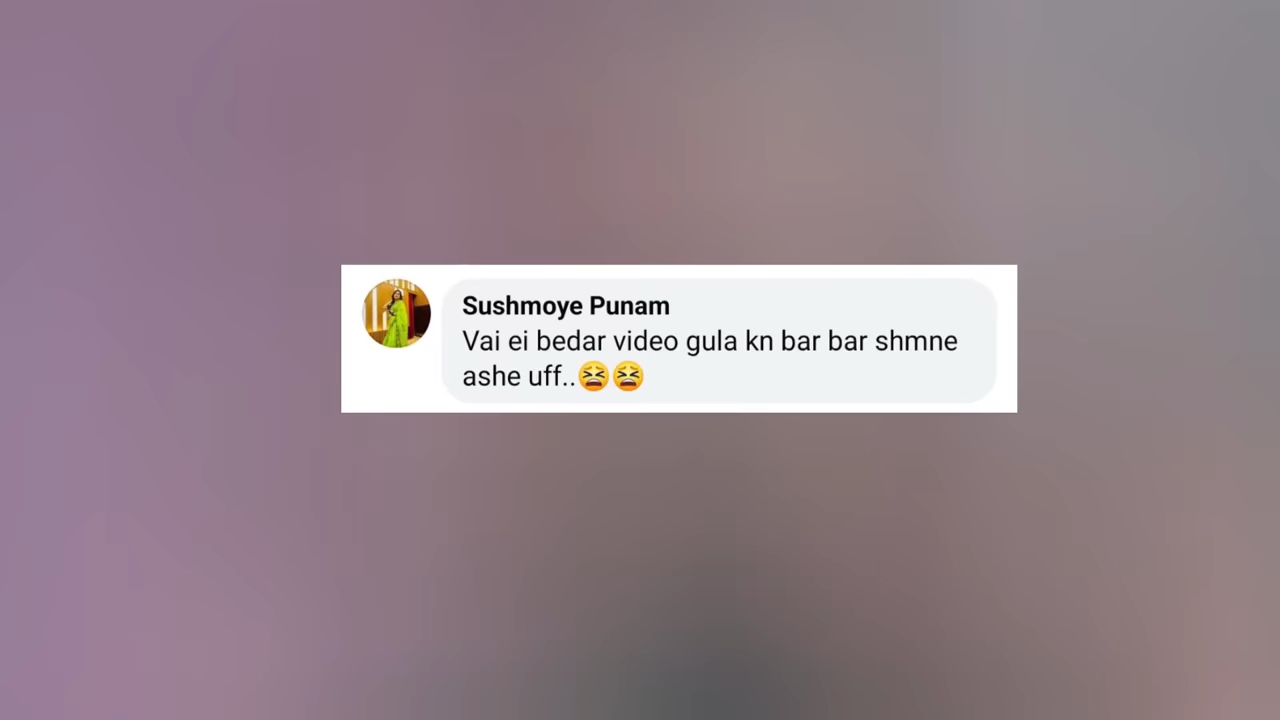 Sushmoye Punam
Vai ei bedar video gula kn bar bar shmne
ashe uff..😫😫